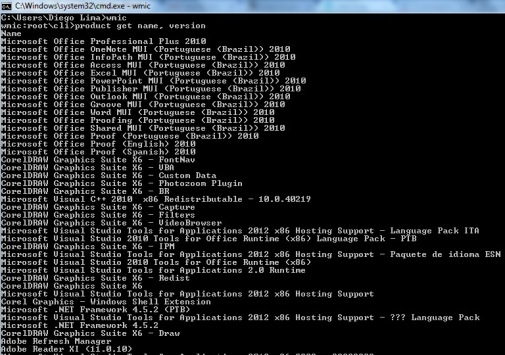 C:\Windows\system32\cmd.exe - wmic
C:\Users\Diego Lima>wmic
wmic:root\cli>product get name, version
Name
Microsoft Office Professional Plus 2010
Microsoft Office OneNote MUI (Portuguese (Brazil)) 2010
Microsoft Office InfoPath MUI (Portuguese (Brazil)) 2010
Microsoft Office Access MUI (Portuguese (Brazil)) 2010
Microsoft Office Excel MUI (Portuguese (Brazil)) 2010
Microsoft Office PowerPoint MUI (Portuguese (Brazil)) 2010
Microsoft Office Publisher MUI (Portuguese (Brazil)) 2010
Microsoft Office Outlook MUI (Portuguese (Brazil)) 2010
Microsoft Office Groove MUI (Portuguese (Brazil)) 2010
Microsoft Office Word MUI (Portuguese (Brazil)) 2010
Microsoft Office Proofing (Portuguese (Brazil)) 2010
Microsoft Office Shared MUI (Portuguese (Brazil)) 2010
Microsoft Office Proof (Portuguese (Brazil)) 2010
Microsoft Office Proof (English) 2010
Microsoft Office Proof (Spanish) 2010
CorelDRAW Graphics Suite X6 - FontNav
CorelDRAW Graphics Suite X6 - VBA
CorelDRAW Graphics Suite X6 - Custom Data
CorelDRAW Graphics Suite X6 - Photozoom Plugin
CorelDRAW Graphics Suite X6 - BR
Microsoft Visual C++ 2010  x86 Redistributable - 10.0.40219
CorelDRAW Graphics Suite X6 - Capture
CorelDRAW Graphics Suite X6 - Filters
CorelDRAW Graphics Suite X6 - VideoBrowser
Microsoft Visual Studio Tools for Applications 2012 x86 Hosting Support - Language Pack ITA
Microsoft Visual Studio 2010 Tools for Office Runtime (x86) Language Pack - PTB
CorelDRAW Graphics Suite X6 - IPM
Microsoft Visual Studio Tools for Applications 2012 x86 Hosting Support - Paquete de idioma ESN
Microsoft Visual Studio 2010 Tools for Office Runtime (x86)
Microsoft Visual Studio Tools for Applications 2.0 Runtime
CorelDRAW Graphics Suite X6 - Redist
CorelDRAW Graphics Suite X6
Microsoft Visual Studio Tools for Applications 2012 x86 Hosting Support
Corel Graphics - Windows Shell Extension
Microsoft .NET Framework 4.5.2 (PTB)
Microsoft Visual Studio Tools for Applications 2012 x86 Hosting Support - ??? Language Pack
Microsoft .NET Framework 4.5.2
CorelDRAW Graphics Suite X6 - Draw
Adobe Refresh Manager
Adobe Reader XI (11.0.10)